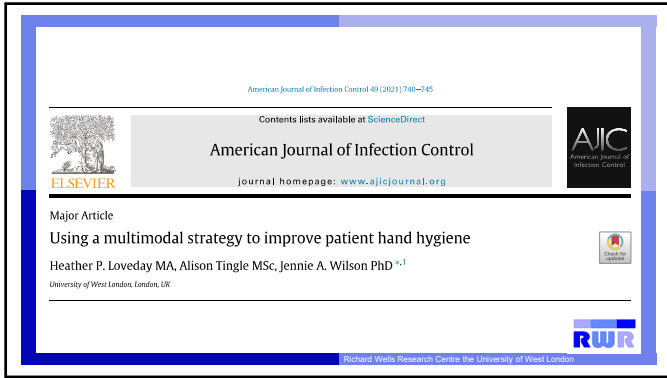 American Journal of Infection Control 49 (2021) 740–745
Contents lists available at ScienceDirect
American Journal of Infection Control
journal homepage: www.ajicjournal.org
ELSEVIER
AJIC
American Journal of
Infection Control
Major Article
Using a multimodal strategy to improve patient hand hygiene
Check for
updates
Heather P. Loveday MA, Alison Tingle MSc, Jennie A. Wilson PhD *,1
University of West London, London, UK
RWR
Richard Wells Research Centre the University of West London